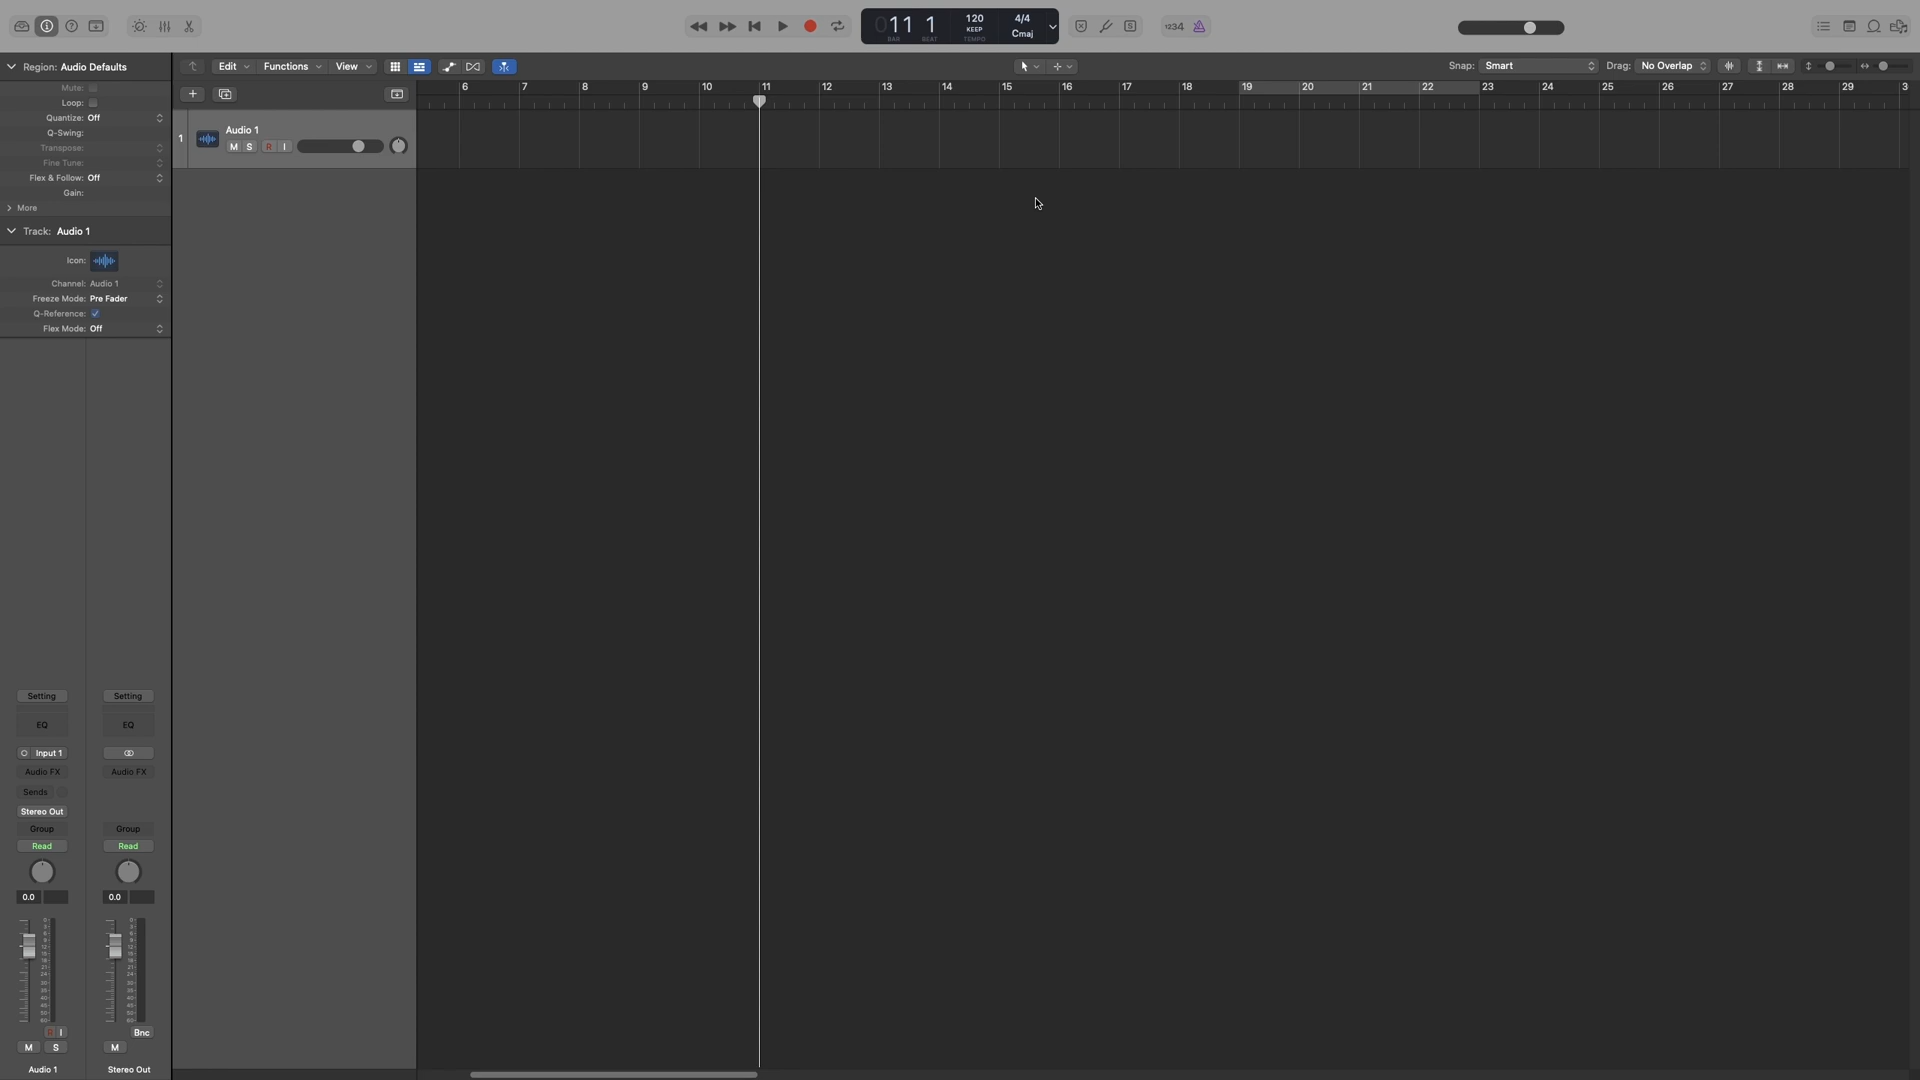 11 1
BAR BEAT
120
KEEP
TEMPO
4/4
Cmaj
1234
Region: Audio Defaults
Mute:
Loop:
Quantize: Off
Q-Swing:
Transpose:
Fine Tune:
Flex & Follow: Off
Gain:
More
Track: Audio 1
Icon:
Channel: Audio 1
Freeze Mode: Pre Fader
Q-Reference:
Flex Mode: Off
Edit Functions View
Snap: Smart Drag: No Overlap
6 7 8 9 10 11 12 13 14 15 16 17 18 19 20 21 22 23 24 25 26 27 28 29 3
1
Audio 1
M S R I
Setting Setting
EQ EQ
Input 1
Audio FX Audio FX
Sends
Stereo Out
Group Group
Read Read
0.0 0.0
R I Bnc
M S M
Audio 1 Stereo Out